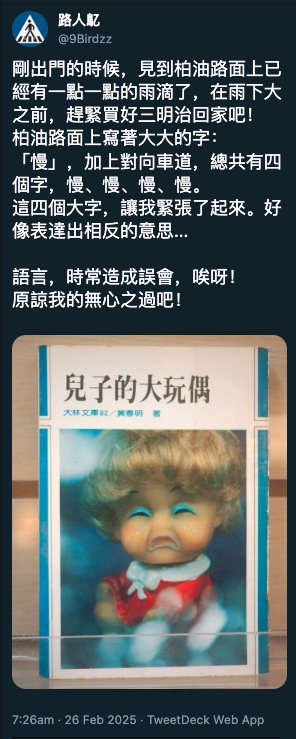 路人鼤
@9Birdzz
剛出門的時候，見到柏油路面上已
經有一點一點的雨滴了，在雨下大
之前，趕緊買好三明治回家吧！
柏油路面上寫著大大的字：
「慢」，加上對向車道，總共有四
個字，慢、慢、慢、慢。
這四個大字，讓我緊張了起來。好
像表達出相反的意思...
語言，時常造成誤會，唉呀！
原諒我的無心之過吧！
兒子的大玩偶
大林文庫82／黃春明 著
7:26am · 26 Feb 2025 · TweetDeck Web App